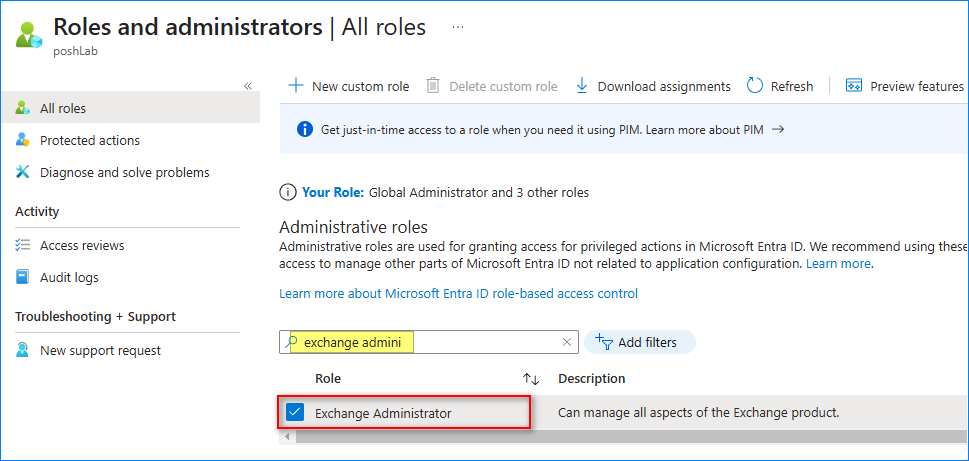 Roles and administrators | All roles ...
poshLab
«
All roles
Protected actions
Diagnose and solve problems
Activity
Access reviews
Audit logs
Troubleshooting + Support
New support request
New custom role Delete custom role Download assignments Refresh Preview features
Get just-in-time access to a role when you need it using PIM. Learn more about PIM →
Your Role: Global Administrator and 3 other roles
Administrative roles
Administrative roles are used for granting access for privileged actions in Microsoft Entra ID. We recommend using these
access to manage other parts of Microsoft Entra ID not related to application configuration. Learn more.
Learn more about Microsoft Entra ID role-based access control
exchange admini Add filters
Role Description
Exchange Administrator Can manage all aspects of the Exchange product.